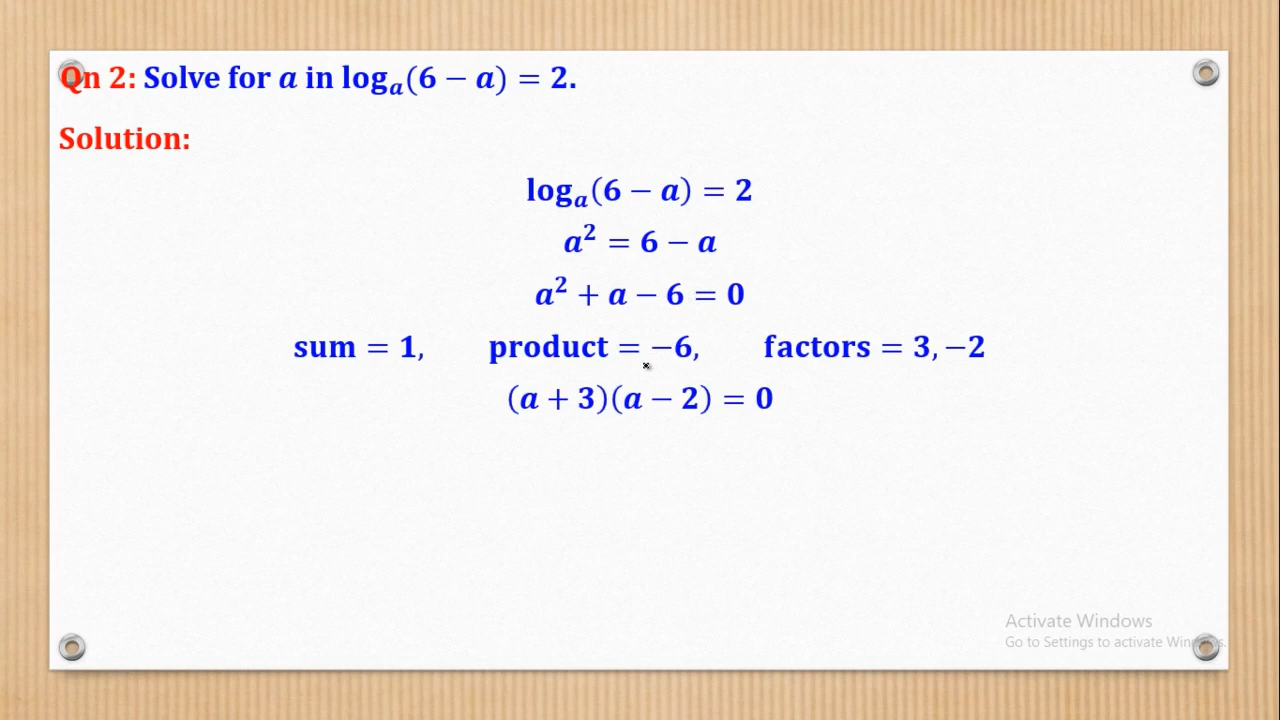 Qn 2: Solve for a in logₐ(6 − a) = 2.
Solution:
logₐ(6 − a) = 2
a² = 6 − a
a² + a − 6 = 0
sum = 1, product = −6, factors = 3, −2
(a + 3)(a − 2) = 0
Activate Windows
Go to Settings to activate Windows.